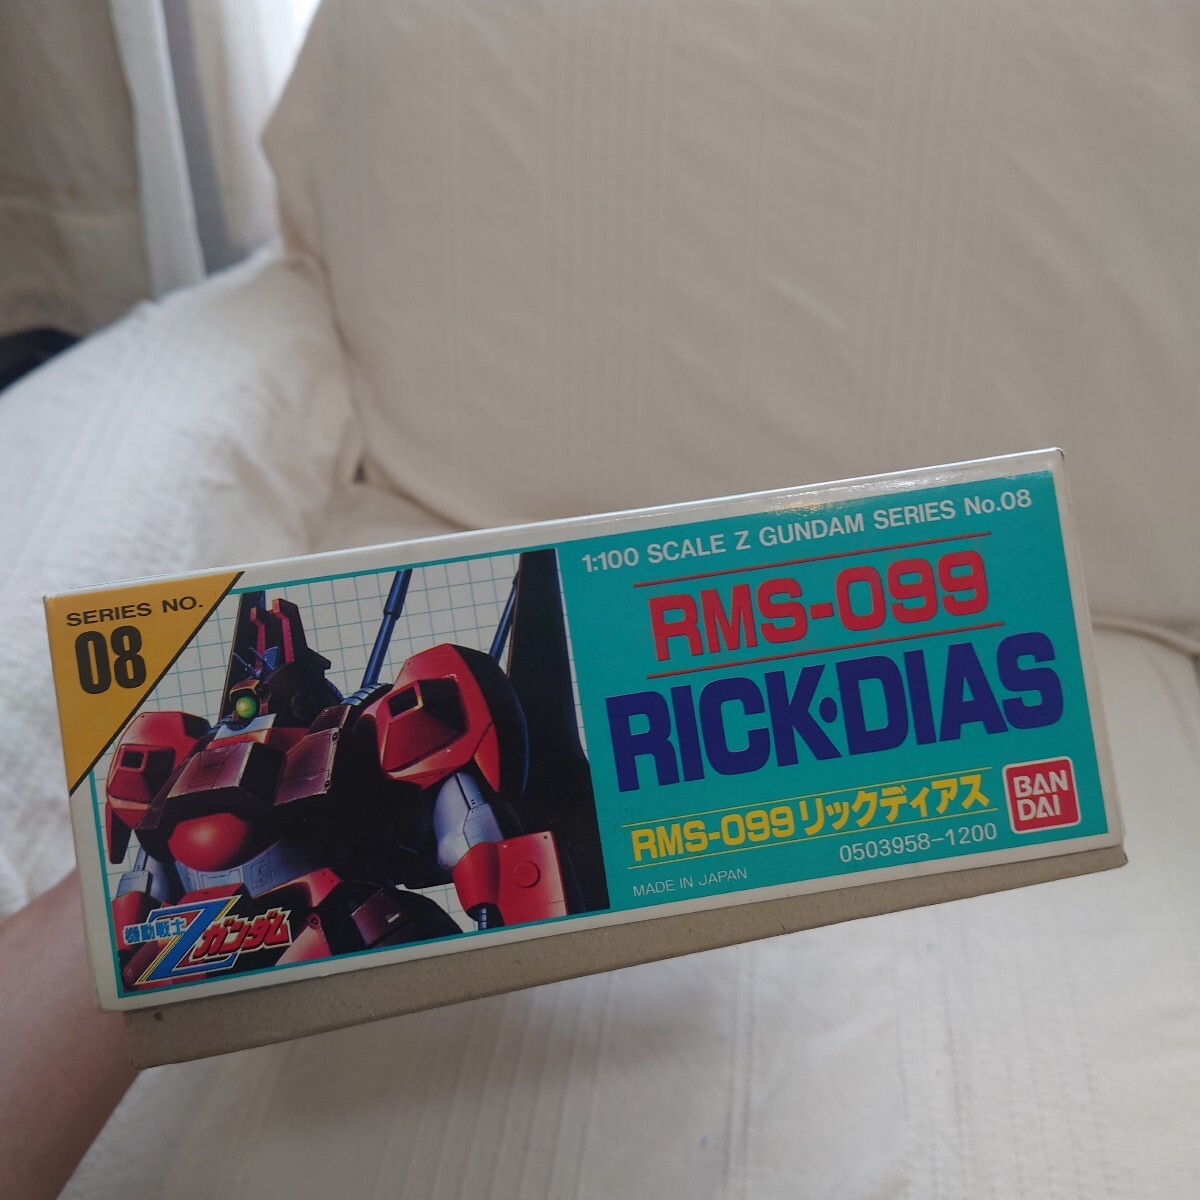 SERIES NO.
08
機動戦士
Zガンダム
1:100 SCALE Z GUNDAM SERIES No.08
RMS-099
RICK·DIAS
RMS-099リックディアス
MADE IN JAPAN
0503958-1200
BAN
DAI